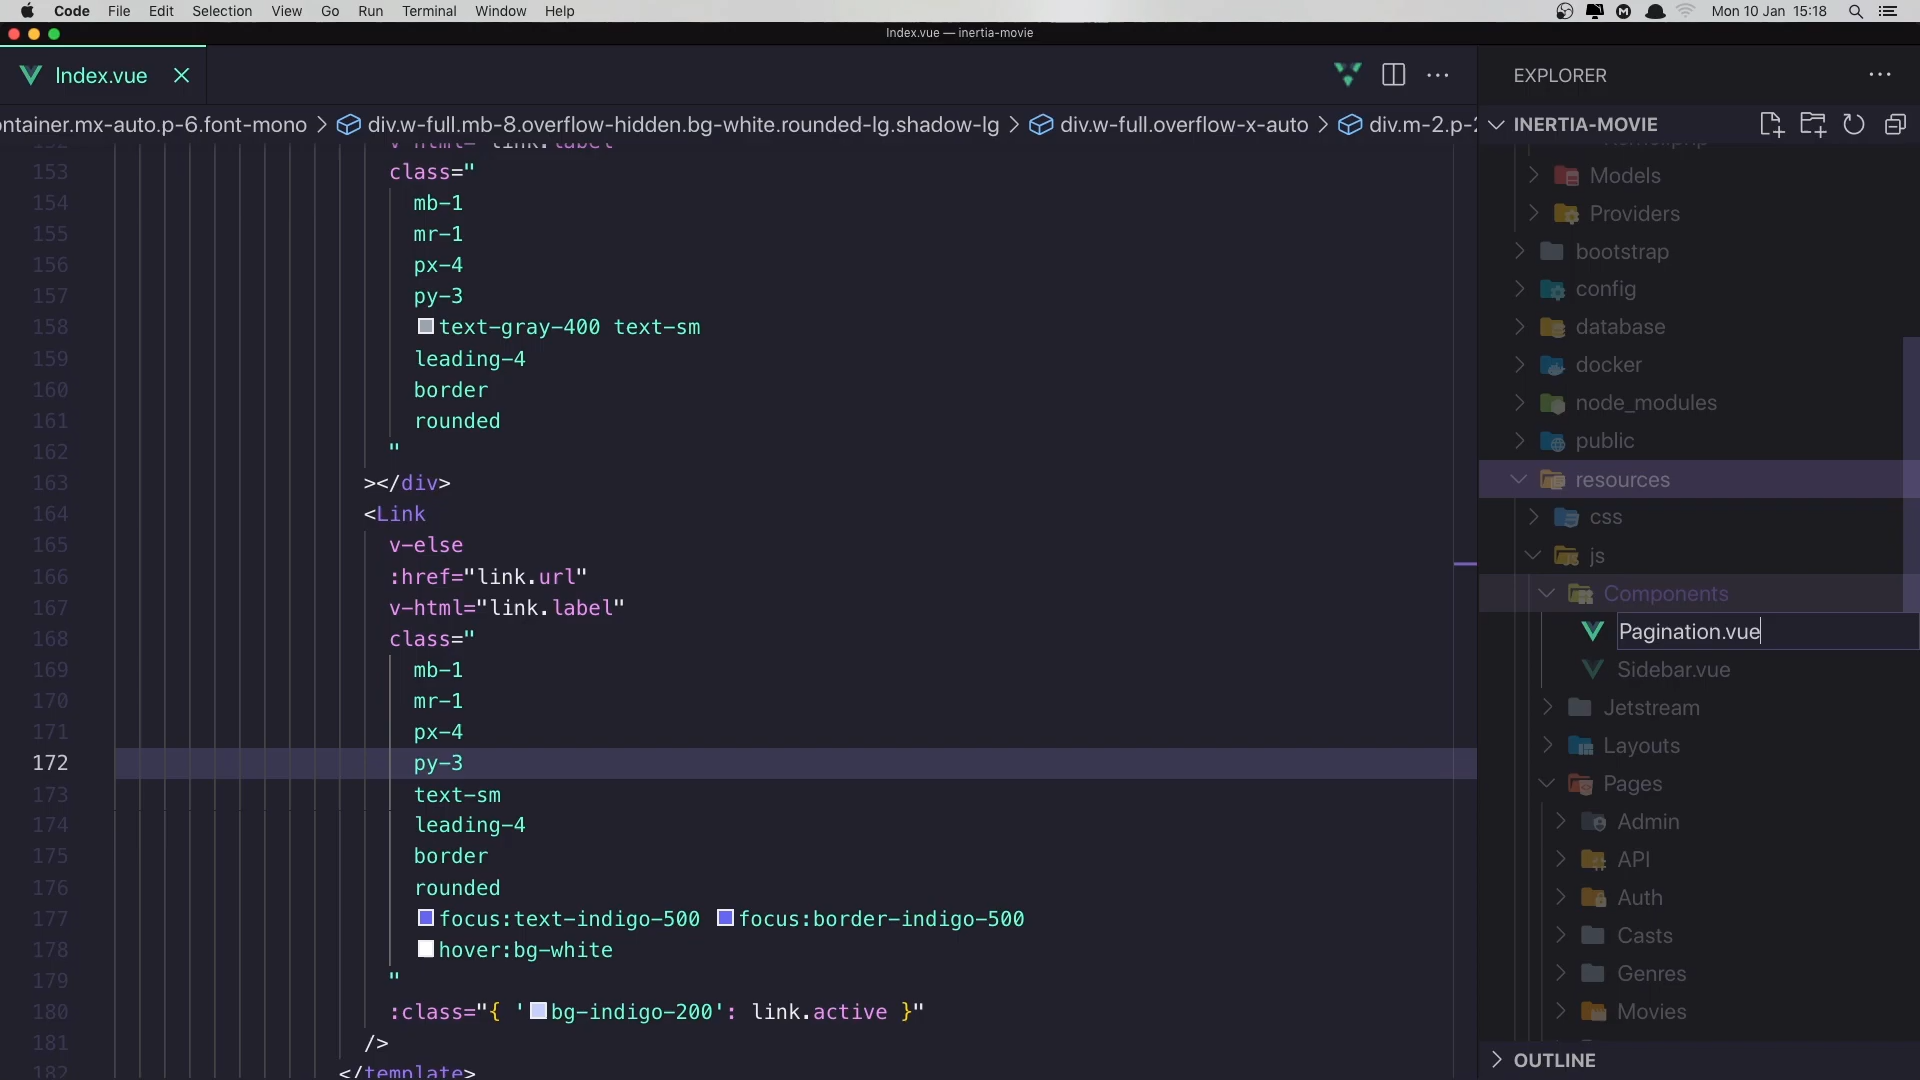 Code File Edit Selection View Go Run Terminal Window Help Mon 10 Jan 15:18
Index.vue — inertia-movie
Index.vue
ontainer.mx-auto.p-6.font-mono > div.w-full.mb-8.overflow-hidden.bg-white.rounded-lg.shadow-lg > div.w-full.overflow-x-auto > div.m-2.p-2
v-html="link.label"
153 class="
154 mb-1
155 mr-1
156 px-4
157 py-3
158 text-gray-400 text-sm
159 leading-4
160 border
161 rounded
162 "
163 ></div>
164 <Link
165 v-else
166 :href="link.url"
167 v-html="link.label"
168 class="
169 mb-1
170 mr-1
171 px-4
172 py-3
173 text-sm
174 leading-4
175 border
176 rounded
177 focus:text-indigo-500 focus:border-indigo-500
178 hover:bg-white
179 "
180 :class="{ 'bg-indigo-200': link.active }"
181 />
182 </template>
EXPLORER
INERTIA-MOVIE
Models
Providers
bootstrap
config
database
docker
node_modules
public
resources
css
js
Components
Pagination.vue
Sidebar.vue
Jetstream
Layouts
Pages
Admin
API
Auth
Casts
Genres
Movies
OUTLINE